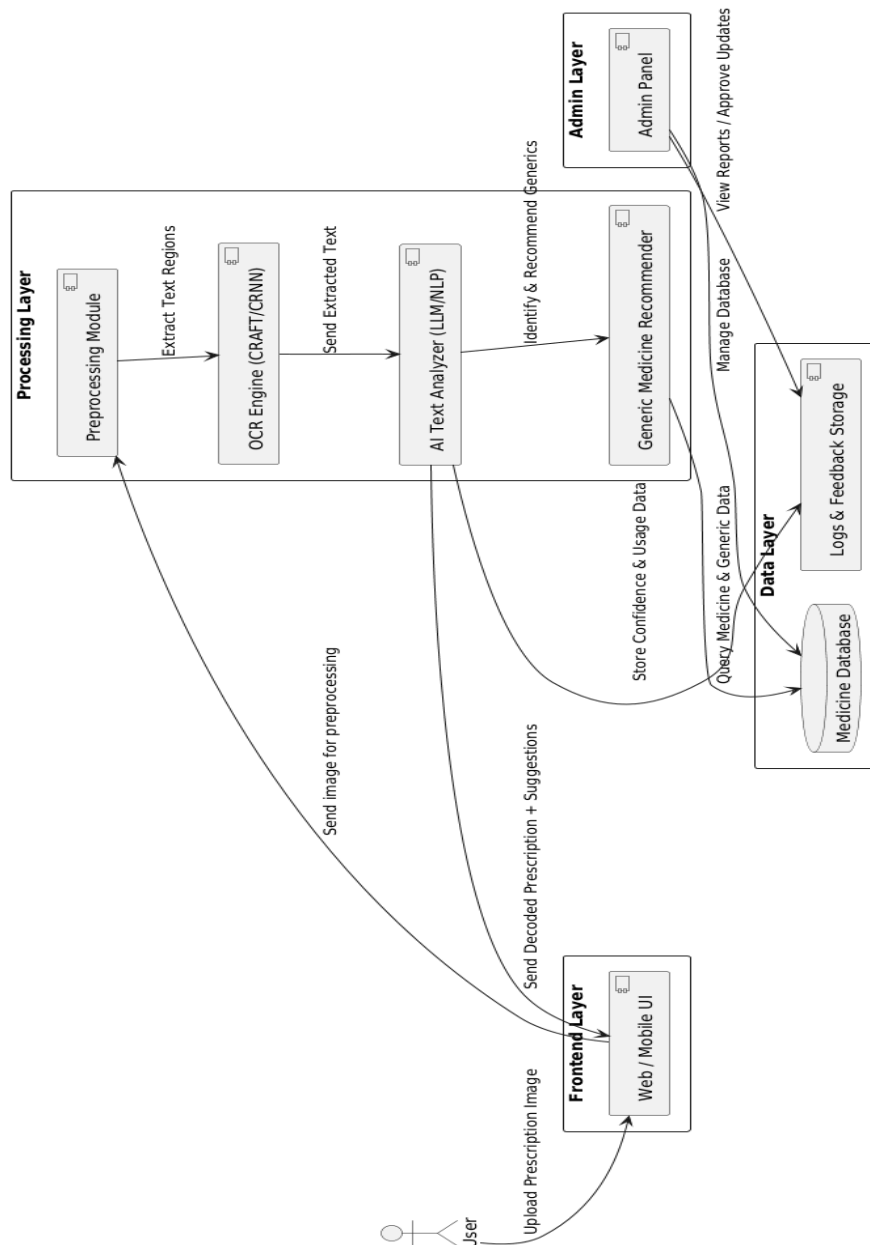 User
Upload Prescription Image
Frontend Layer
Web / Mobile UI
Send image for preprocessing
Send Decoded Prescription + Suggestions
Processing Layer
Preprocessing Module
Extract Text Regions
OCR Engine (CRAFT/CRNN)
Send Extracted Text
AI Text Analyzer (LLM/NLP)
Identify & Recommend Generics
Generic Medicine Recommender
Store Confidence & Usage Data
Query Medicine & Generic Data
Data Layer
Medicine Database
Logs & Feedback Storage
Admin Layer
Admin Panel
Manage Database
View Reports / Approve Updates